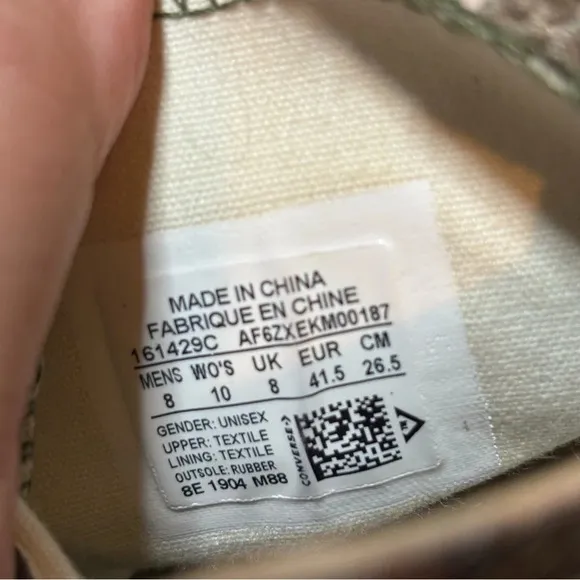 MADE IN CHINA
FABRIQUE EN CHINE
161429C AF6ZXEKM00187
MENS WO'S UK EUR CM
8 10 8 41.5 26.5
GENDER: UNISEX
UPPER: TEXTILE
LINING: TEXTILE
OUTSOLE: RUBBER
8E 1904 M88
CONVERSE